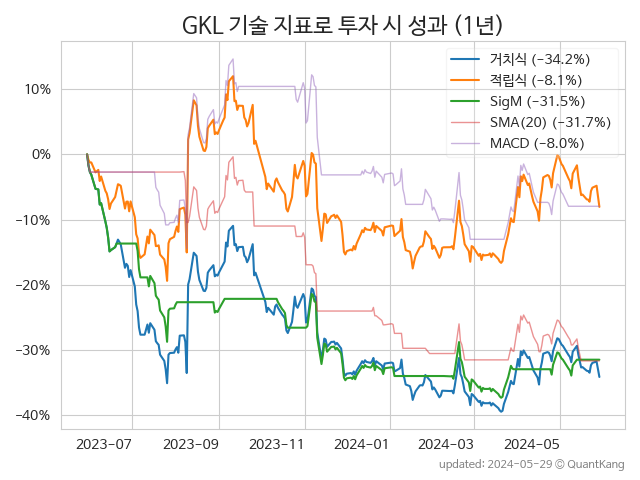 GKL 기술 지표로 투자 시 성과 (1년)
거치식 (−34.2%)
적립식 (−8.1%)
SigM (−31.5%)
SMA(20) (−31.7%)
MACD (−8.0%)
10%
0%
−10%
−20%
−30%
−40%
2023-07 2023-09 2023-11 2024-01 2024-03 2024-05
updated: 2024-05-29 © QuantKang